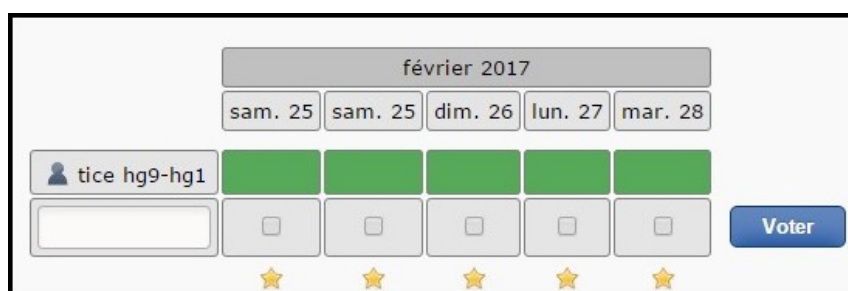 février 2017
sam. 25 sam. 25 dim. 26 lun. 27 mar. 28
tice hg9-hg1
Voter